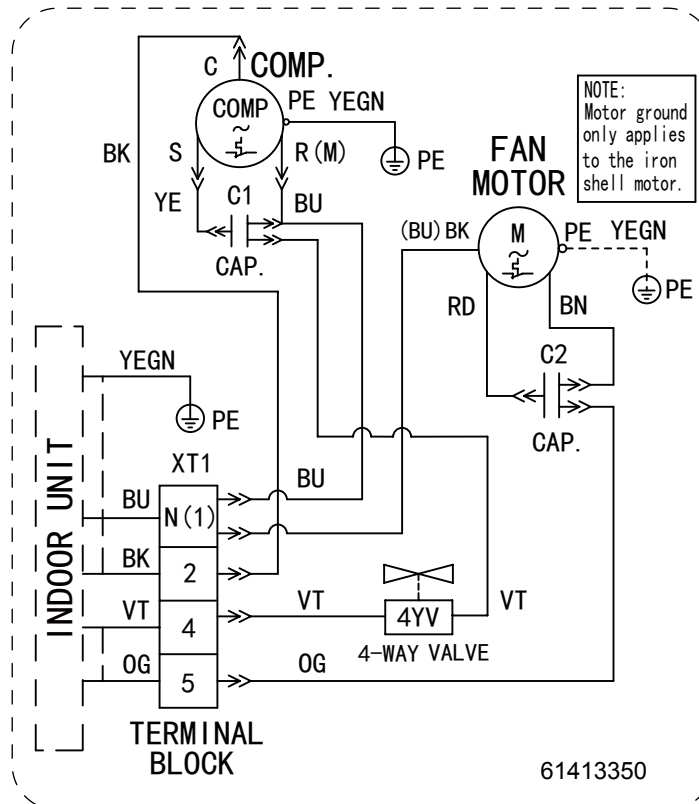 C COMP.
COMP
PE YEGN
PE
BK
S
R(M)
YE
C1
BU
CAP.
NOTE:
Motor ground
only applies
to the iron
shell motor.
FAN
MOTOR
(BU)BK
M
PE YEGN
PE
RD
BN
C2
CAP.
INDOOR UNIT
YEGN
PE
XT1
BU
N(1)
BU
BK
2
VT
4
VT
4YV
VT
4-WAY VALVE
OG
5
OG
TERMINAL
BLOCK
61413350